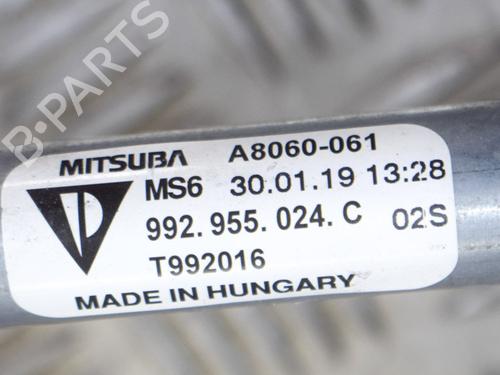 B-PARTS
MITSUBA A8060-061
MS6 30.01.19 13:28
992.955.024.C 02S
T992016
MADE IN HUNGARY